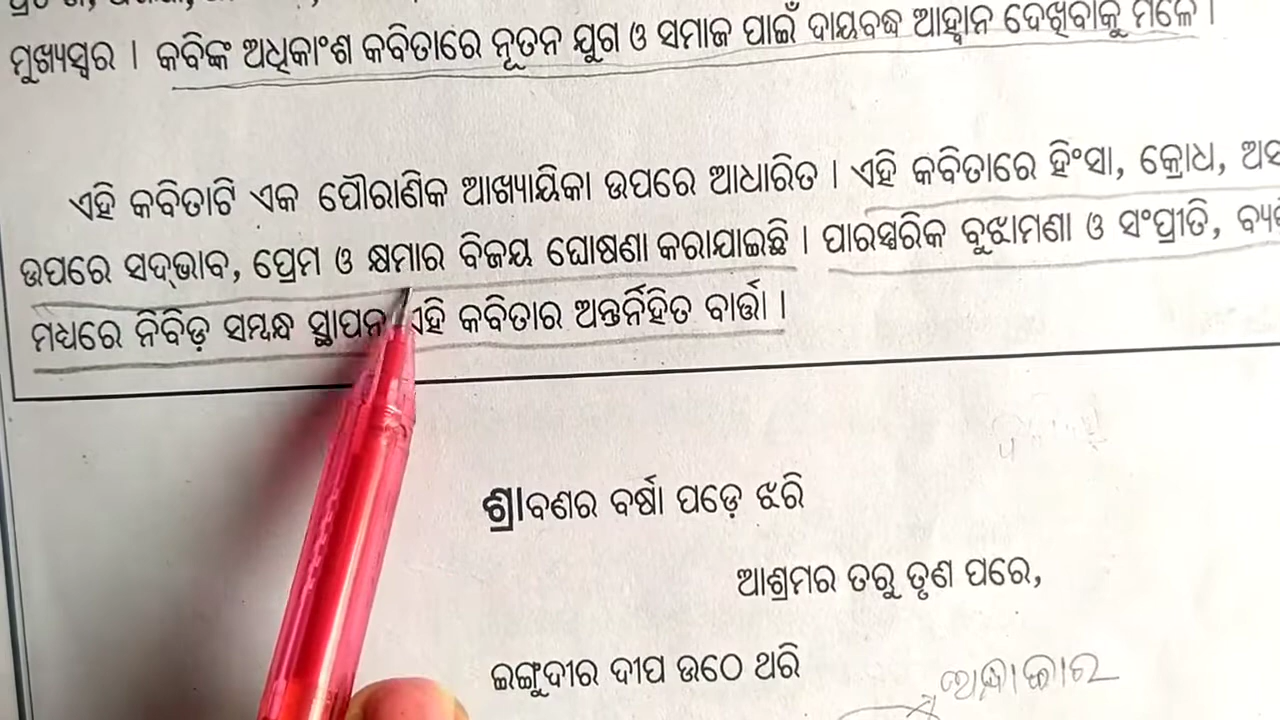 ମୁଖ୍ୟସ୍ୱର । କବିଙ୍କ ଅଧିକାଂଶ କବିତାରେ ନୂତନ ଯୁଗ ଓ ସମାଜ ପାଇଁ ଦାୟବଦ୍ଧ ଆହ୍ୱାନ ଦେଖିବାକୁ ମିଳେ ।
ଏହି କବିତାଟି ଏକ ପୌରାଣିକ ଆଖ୍ୟାୟିକା ଉପରେ ଆଧାରିତ । ଏହି କବିତାରେ ହିଂସା, କ୍ରୋଧ,
ଉପରେ ସଦ୍‌ଭାବ, ପ୍ରେମ ଓ କ୍ଷମାର ବିଜୟ ଘୋଷଣା କରାଯାଇଛି । ପାରସ୍ପରିକ ବୁଝାମଣା ଓ ସଂପ୍ରୀତି,
ମଧ୍ୟରେ ନିବିଡ଼ ସମ୍ବନ୍ଧ ସ୍ଥାପନ ଏହି କବିତାର ଅନ୍ତର୍ନିହିତ ବାର୍ତ୍ତା ।
ଶ୍ରାବଣର ବର୍ଷା ପଡ଼େ ଝରି
ଆଶ୍ରମର ତରୁ ତୃଣ ପରେ,
ଇଙ୍ଗୁଦୀର ଦୀପ ଉଠେ ଥରି